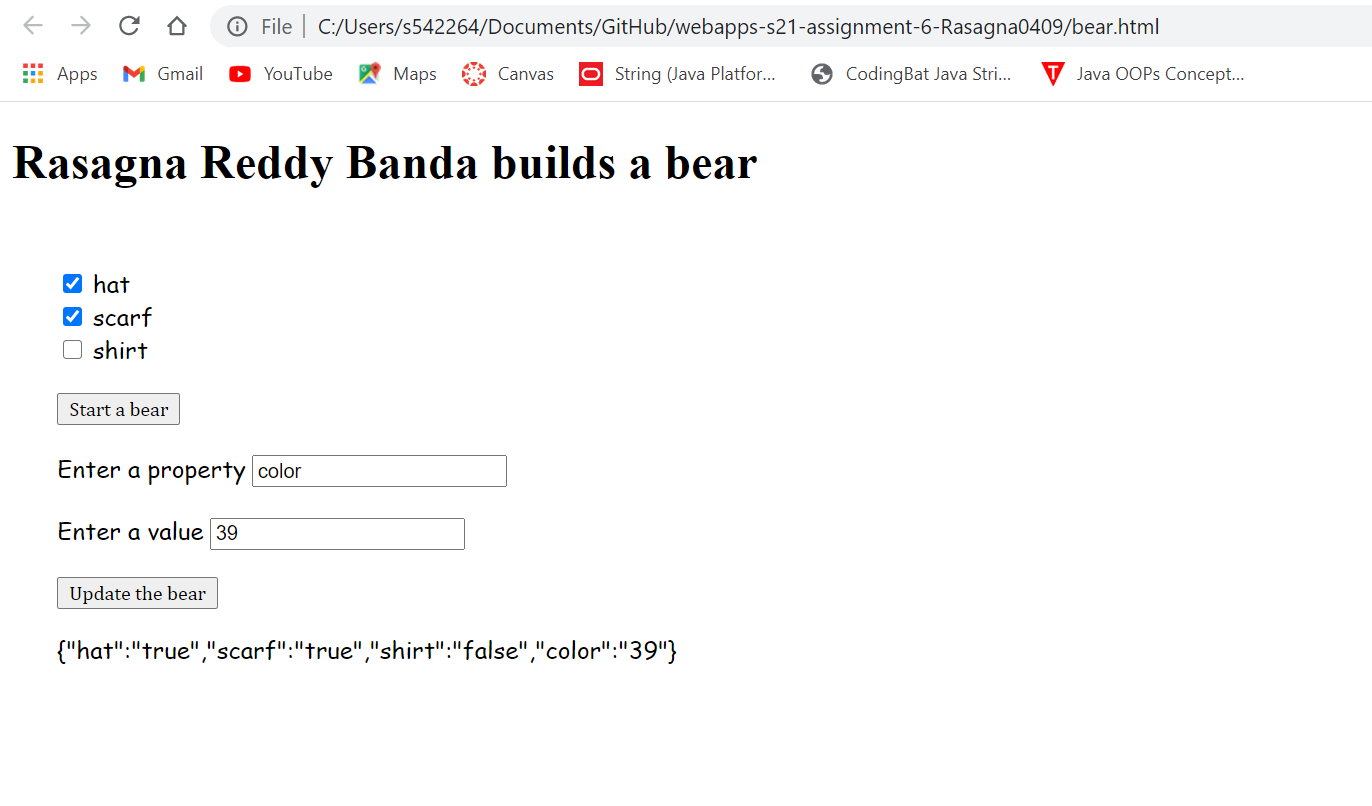 File | C:/Users/s542264/Documents/GitHub/webapps-s21-assignment-6-Rasagna0409/bear.html
Apps Gmail YouTube Maps Canvas String (Java Platfor... CodingBat Java Stri... Java OOPs Concept...
Rasagna Reddy Banda builds a bear
hat
scarf
shirt
Start a bear
Enter a property color
Enter a value 39
Update the bear
{"hat":"true","scarf":"true","shirt":"false","color":"39"}